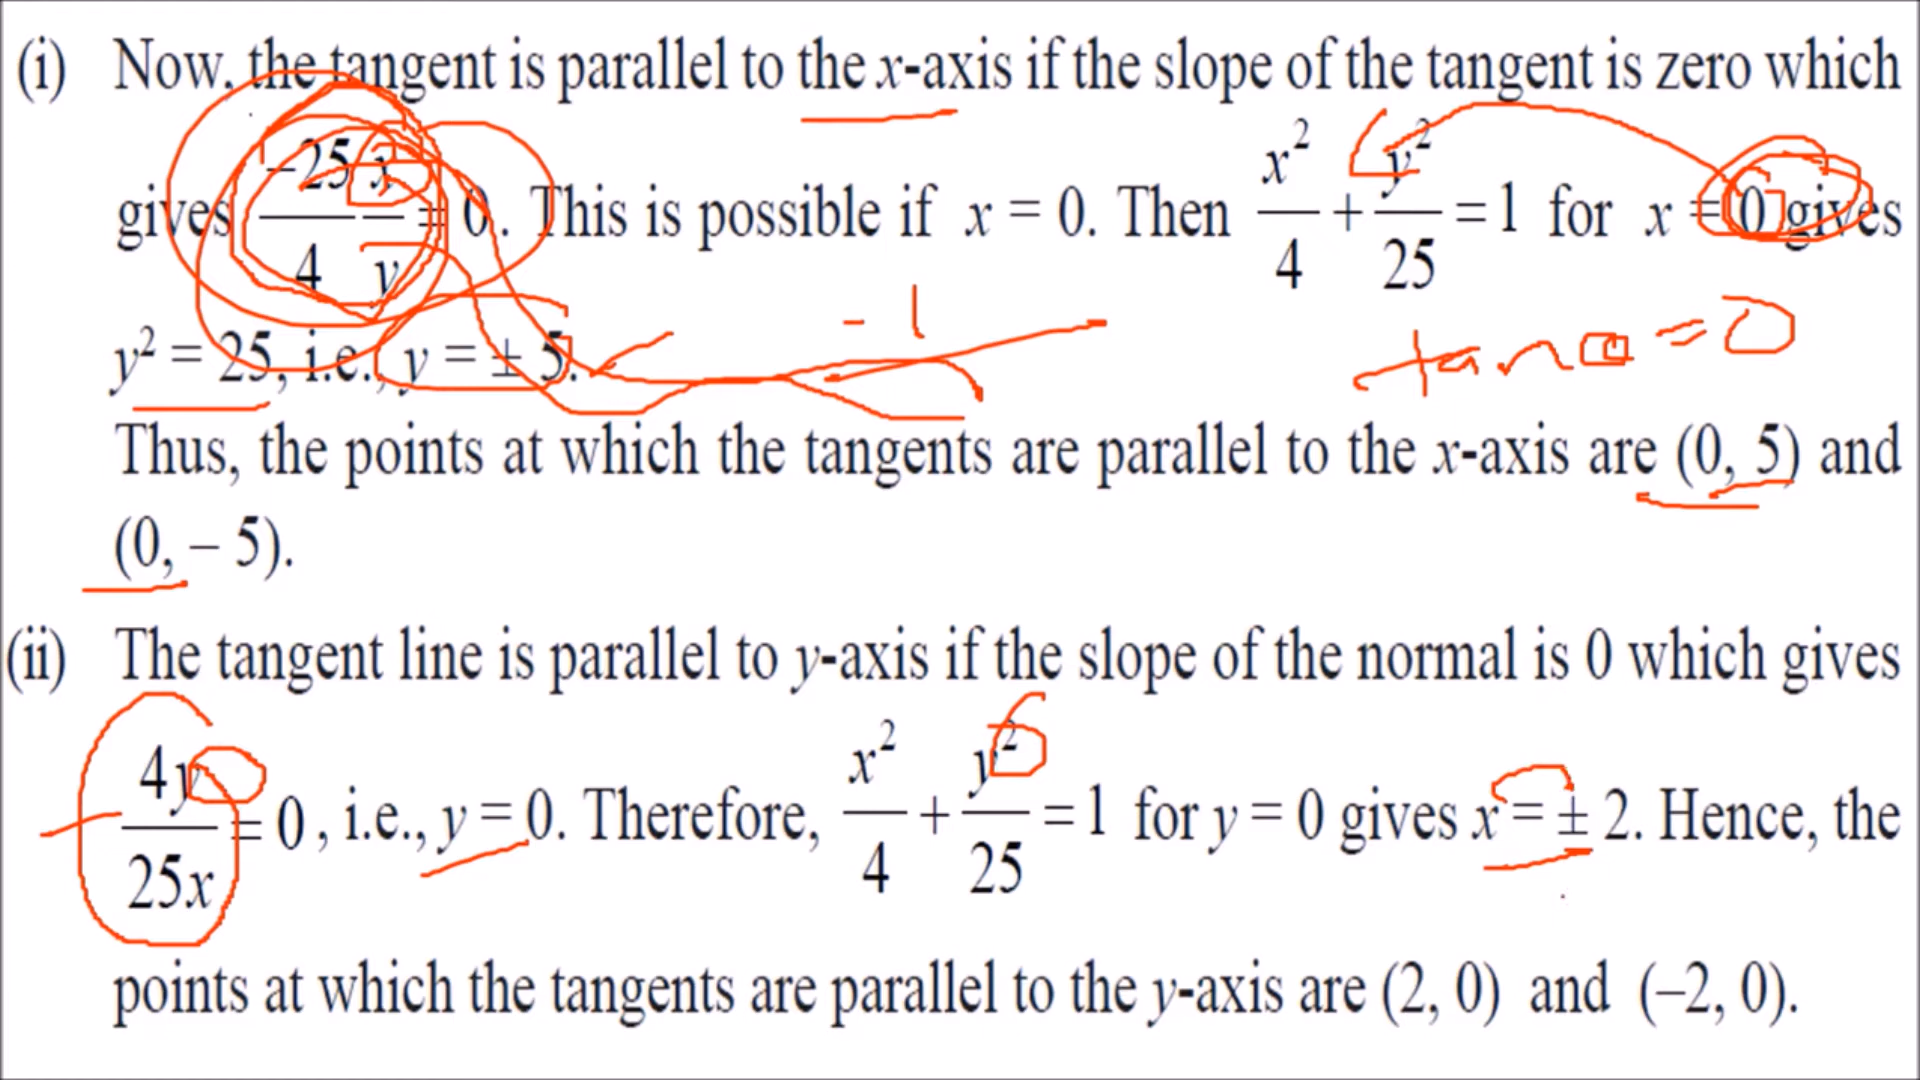 (i) Now, the tangent is parallel to the x-axis if the slope of the tangent is zero which
gives −25/4 x/y = 0. This is possible if x = 0. Then x²/4 + y²/25 = 1 for x = 0 gives
y² = 25, i.e., y = ± 5.
- 1
tan 0 = 0
Thus, the points at which the tangents are parallel to the x-axis are (0, 5) and
(0, – 5).
(ii) The tangent line is parallel to y-axis if the slope of the normal is 0 which gives
4y/25x = 0, i.e., y = 0. Therefore, x²/4 + y²/25 = 1 for y = 0 gives x = ± 2. Hence, the
points at which the tangents are parallel to the y-axis are (2, 0) and (–2, 0).